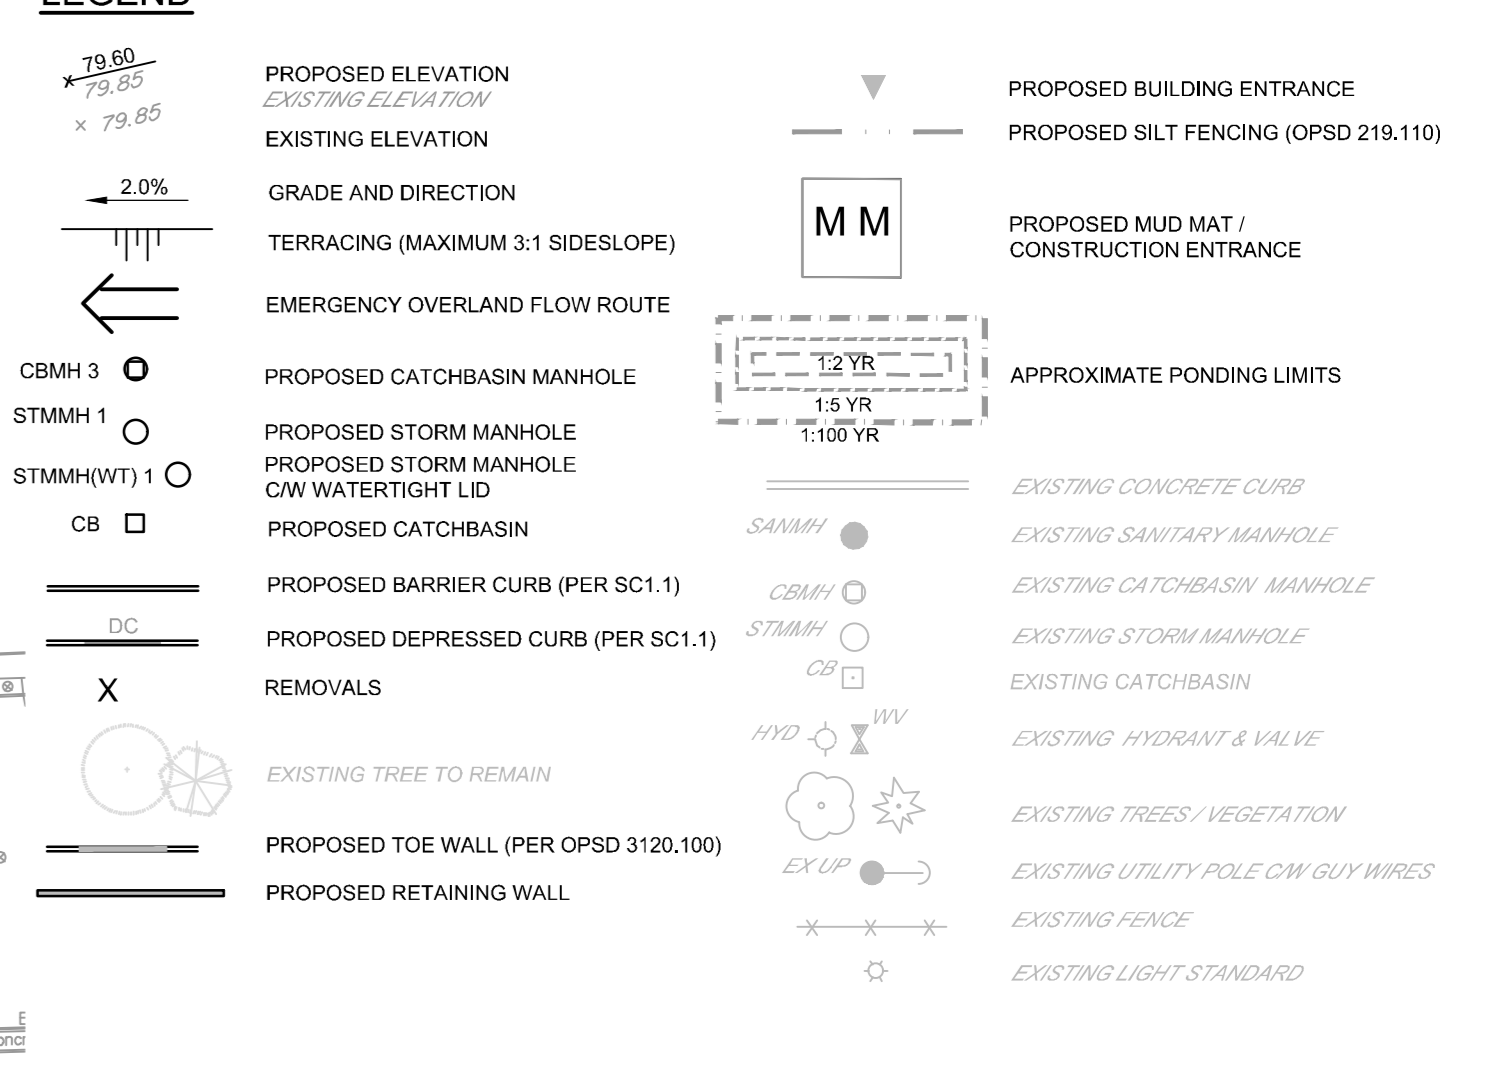 LEGEND
79.60
79.85
PROPOSED ELEVATION
EXISTING ELEVATION
× 79.85
EXISTING ELEVATION
2.0%
GRADE AND DIRECTION
TERRACING (MAXIMUM 3:1 SIDESLOPE)
EMERGENCY OVERLAND FLOW ROUTE
CBMH 3
PROPOSED CATCHBASIN MANHOLE
STMMH 1
PROPOSED STORM MANHOLE
STMMH(WT) 1
PROPOSED STORM MANHOLE
C/W WATERTIGHT LID
CB
PROPOSED CATCHBASIN
PROPOSED BARRIER CURB (PER SC1.1)
DC
PROPOSED DEPRESSED CURB (PER SC1.1)
X
REMOVALS
EXISTING TREE TO REMAIN
PROPOSED TOE WALL (PER OPSD 3120.100)
PROPOSED RETAINING WALL
PROPOSED BUILDING ENTRANCE
PROPOSED SILT FENCING (OPSD 219.110)
M M
PROPOSED MUD MAT /
CONSTRUCTION ENTRANCE
1:2 YR
1:5 YR
1:100 YR
APPROXIMATE PONDING LIMITS
EXISTING CONCRETE CURB
SANMH
EXISTING SANITARY MANHOLE
CBMH
EXISTING CATCHBASIN MANHOLE
STMMH
EXISTING STORM MANHOLE
CB
EXISTING CATCHBASIN
HYD
WV
EXISTING HYDRANT & VALVE
EXISTING TREES / VEGETATION
EX UP
EXISTING UTILITY POLE C/W GUY WIRES
EXISTING FENCE
EXISTING LIGHT STANDARD